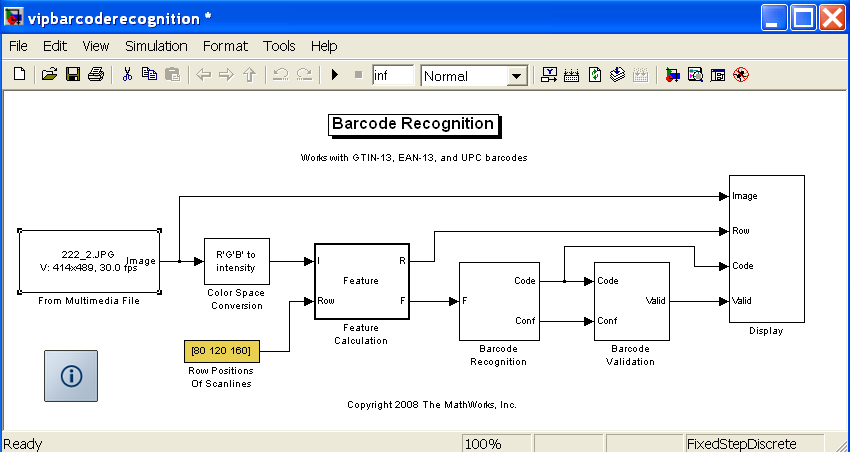 vipbarcoderecognition *
File Edit View Simulation Format Tools Help
inf Normal
Barcode Recognition
Works with GTIN-13, EAN-13, and UPC barcodes
222_2.JPG
V: 414x489, 30.0 fps
Image
From Multimedia File
R'G'B' to
intensity
Color Space
Conversion
[80 120 160]
Row Positions
Of Scanlines
I R
Feature
Row F
Feature
Calculation
F Code
Conf
Barcode
Recognition
Code
Valid
Conf
Barcode
Validation
Image
Row
Code
Valid
Display
Copyright 2008 The MathWorks, Inc.
Ready 100% FixedStepDiscrete